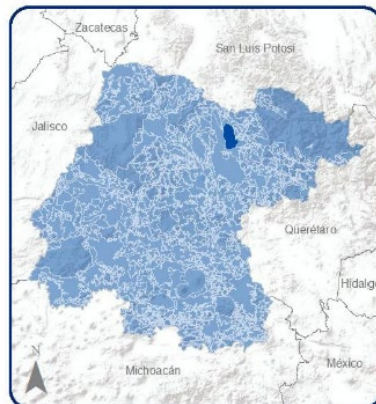 Zacatecas
San Luis Potosí
Jalisco
Querétaro
Hidalgo
México
Michoacán
N